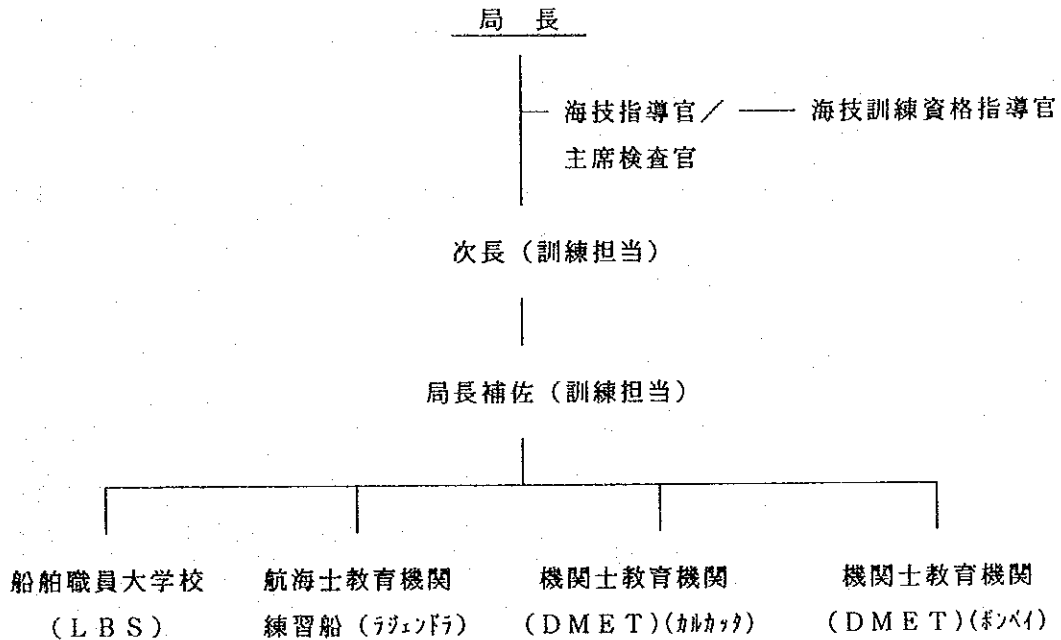 局 長
海技指導官／ 海技訓練資格指導官
主席検査官
次長（訓練担当）
局長補佐（訓練担当）
船舶職員大学校 航海士教育機関 機関士教育機関 機関士教育機関
（ＬＢＳ） 練習船（ﾗｼﾞｪﾝﾄﾞﾗ） （ＤＭＥＴ）（ｶﾙｶｯﾀ） （ＤＭＥＴ）（ﾎﾞﾝﾍﾞｲ）